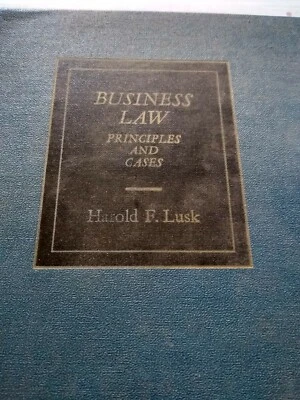 BUSINESS
LAW
PRINCIPLES
AND
CASES
Harold F. Lusk